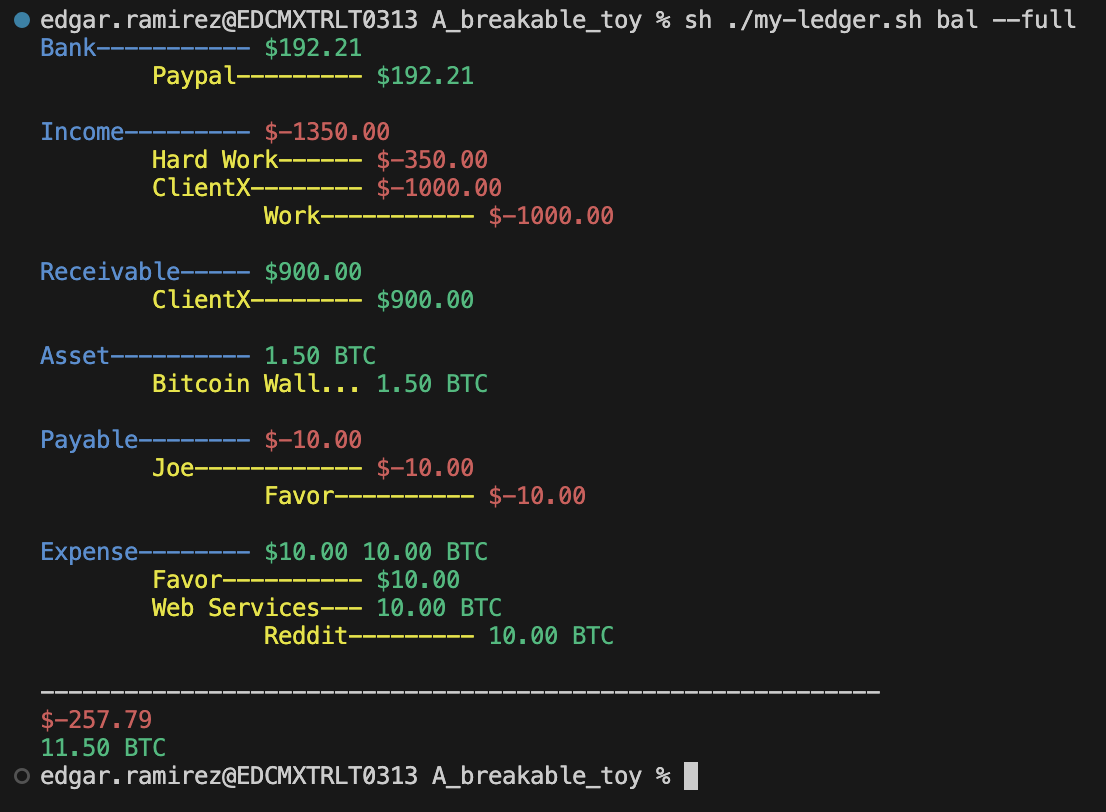 edgar.ramirez@EDCMXTRLT0313 A_breakable_toy % sh ./my-ledger.sh bal --full
Bank----------- $192.21
        Paypal--------- $192.21

Income--------- $-1350.00
        Hard Work------ $-350.00
        ClientX-------- $-1000.00
                Work----------- $-1000.00

Receivable----- $900.00
        ClientX-------- $900.00

Asset---------- 1.50 BTC
        Bitcoin Wall... 1.50 BTC

Payable-------- $-10.00
        Joe------------ $-10.00
                Favor---------- $-10.00

Expense-------- $10.00 10.00 BTC
        Favor---------- $10.00
        Web Services--- 10.00 BTC
                Reddit--------- 10.00 BTC

------------------------------------------------------------
$-257.79
11.50 BTC
edgar.ramirez@EDCMXTRLT0313 A_breakable_toy %